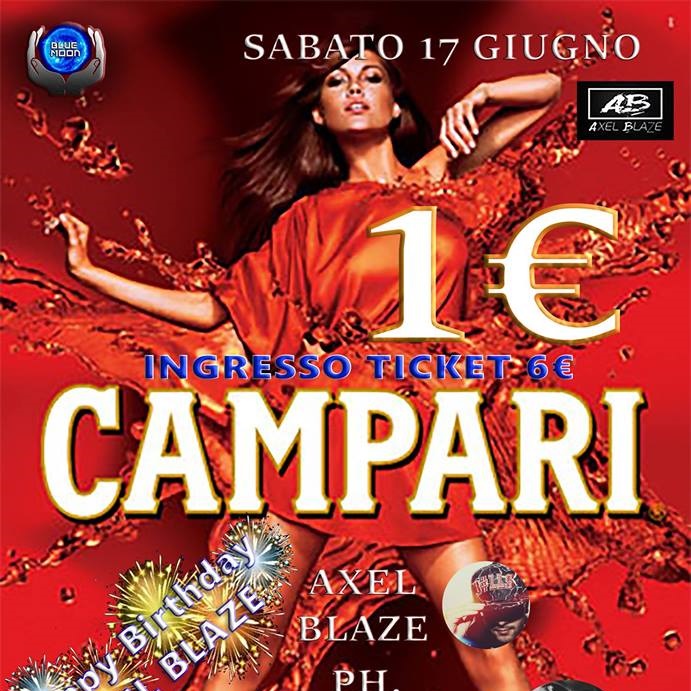 BLUE
MOON
SABATO 17 GIUGNO
AB
AXEL BLAZE
1€
INGRESSO TICKET 6€
CAMPARI®
Birthday
BLAZE
AXEL
BLAZE
PH.